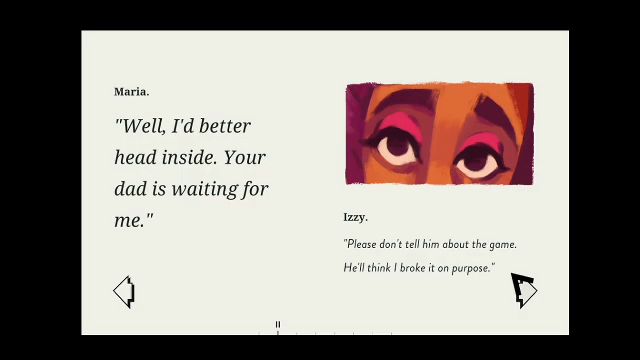 Maria.
"Well, I'd better
head inside. Your
dad is waiting for
me."
Izzy.
"Please don't tell him about the game.
He'll think I broke it on purpose."